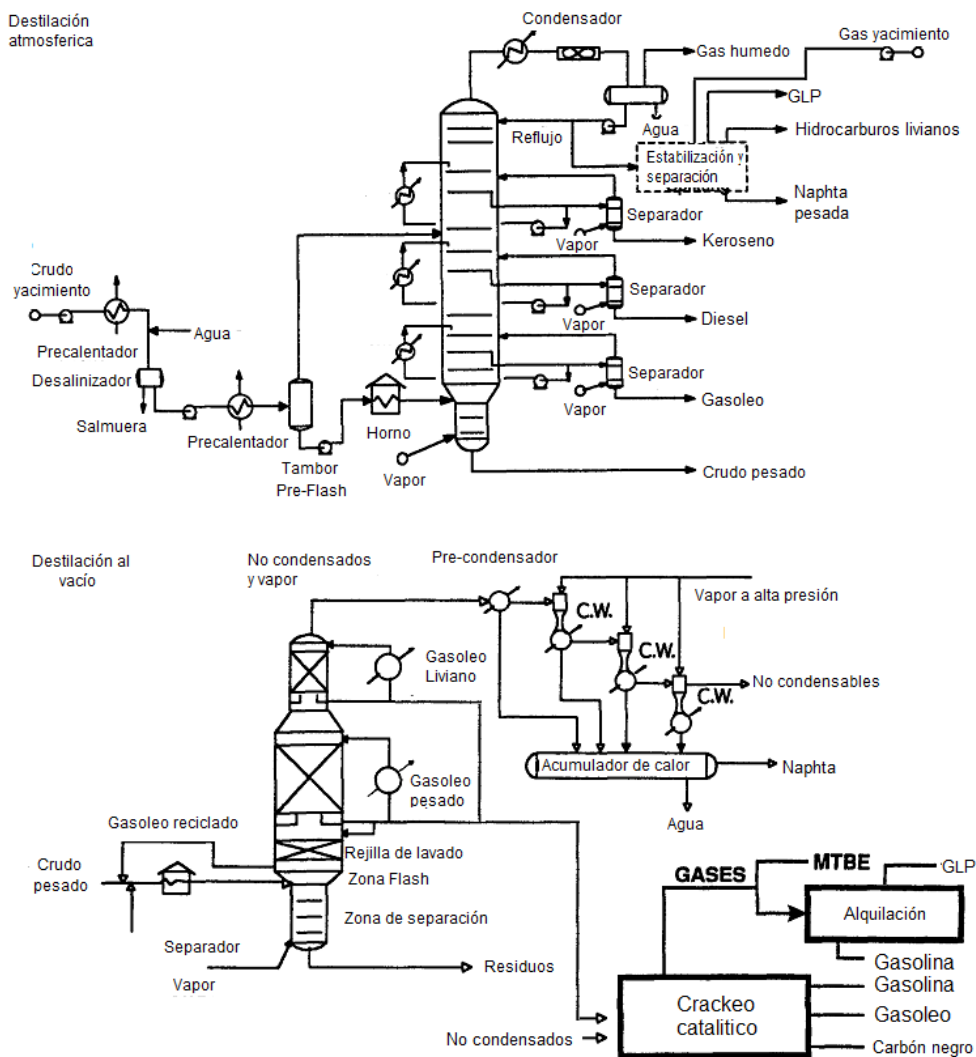 Destilación
atmosferica
Condensador
Gas yacimiento
Gas humedo
GLP
Agua
Hidrocarburos livianos
Reflujo
Estabilización y
separación
Naphta
pesada
Separador
Vapor
Keroseno
Crudo
yacimiento
Separador
Agua
Vapor
Diesel
Precalentador
Desalinizador
Separador
Vapor
Gasoleo
Salmuera
Precalentador
Horno
Tambor
Pre-Flash
Vapor
Crudo pesado
Destilación al
vacío
No condensados
y vapor
Pre-condensador
Vapor a alta presión
C.W.
C.W.
C.W.
Gasoleo
Liviano
No condensables
Acumulador de calor
Naphta
Gasoleo
pesado
Agua
Gasoleo reciclado
Rejilla de lavado
Crudo
pesado
Zona Flash
GASES
MTBE
GLP
Zona de separación
Alquilación
Separador
Vapor
Residuos
Gasolina
Gasolina
Crackeo
catalitico
Gasoleo
No condensados
Carbón negro